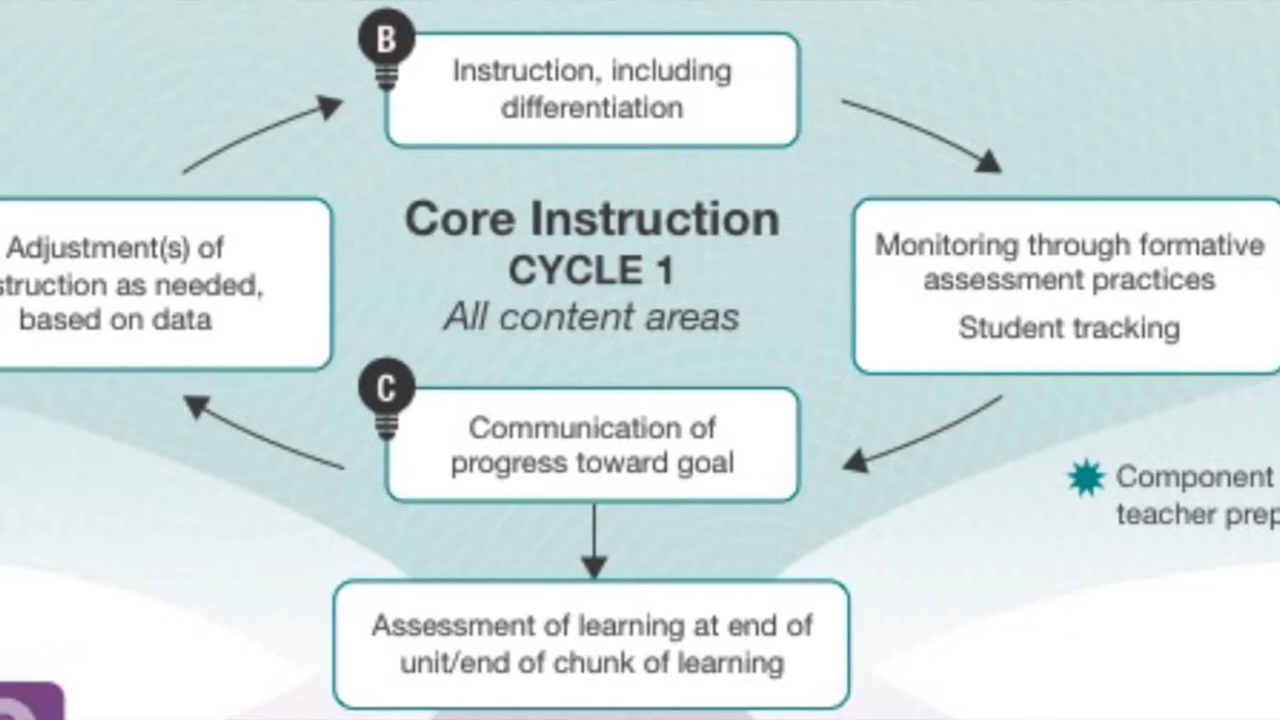 B
Instruction, including
differentiation
Core Instruction
CYCLE 1
All content areas
Adjustment(s) of
struction as needed,
based on data
Monitoring through formative
assessment practices
Student tracking
C
Communication of
progress toward goal
Component
teacher prep
Assessment of learning at end of
unit/end of chunk of learning